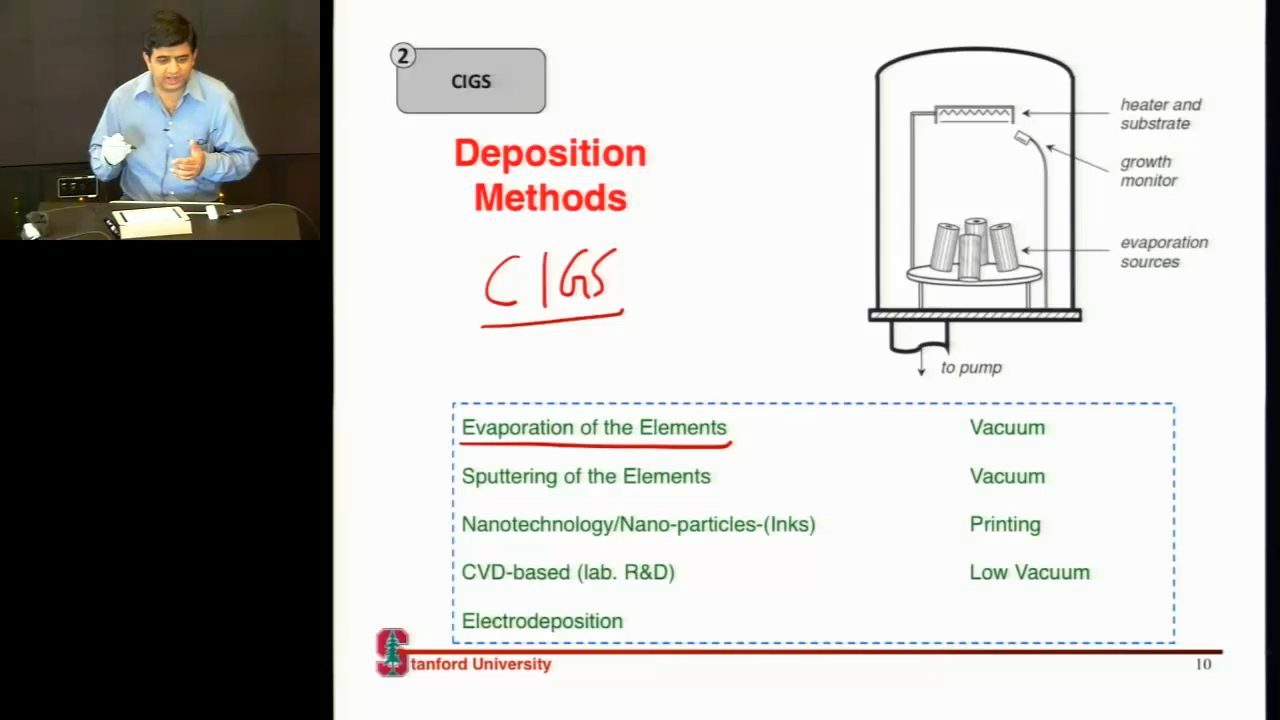 2
CIGS
Deposition
Methods
CIGS
heater and
substrate
growth
monitor
evaporation
sources
to pump
Evaporation of the Elements Vacuum
Sputtering of the Elements Vacuum
Nanotechnology/Nano-particles-(Inks) Printing
CVD-based (lab. R&D) Low Vacuum
Electrodeposition
Stanford University
10